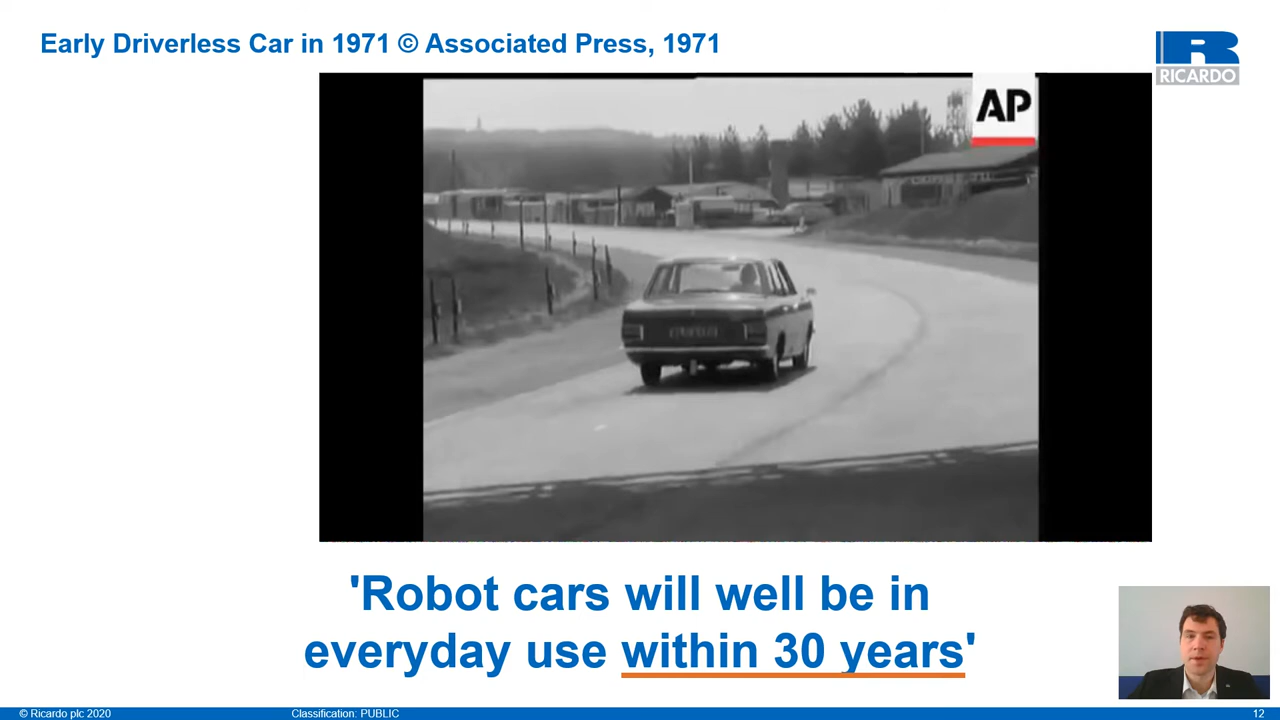 Early Driverless Car in 1971 © Associated Press, 1971
RICARDO
AP
'Robot cars will well be in
everyday use within 30 years'
© Ricardo plc 2020
Classification: PUBLIC
12